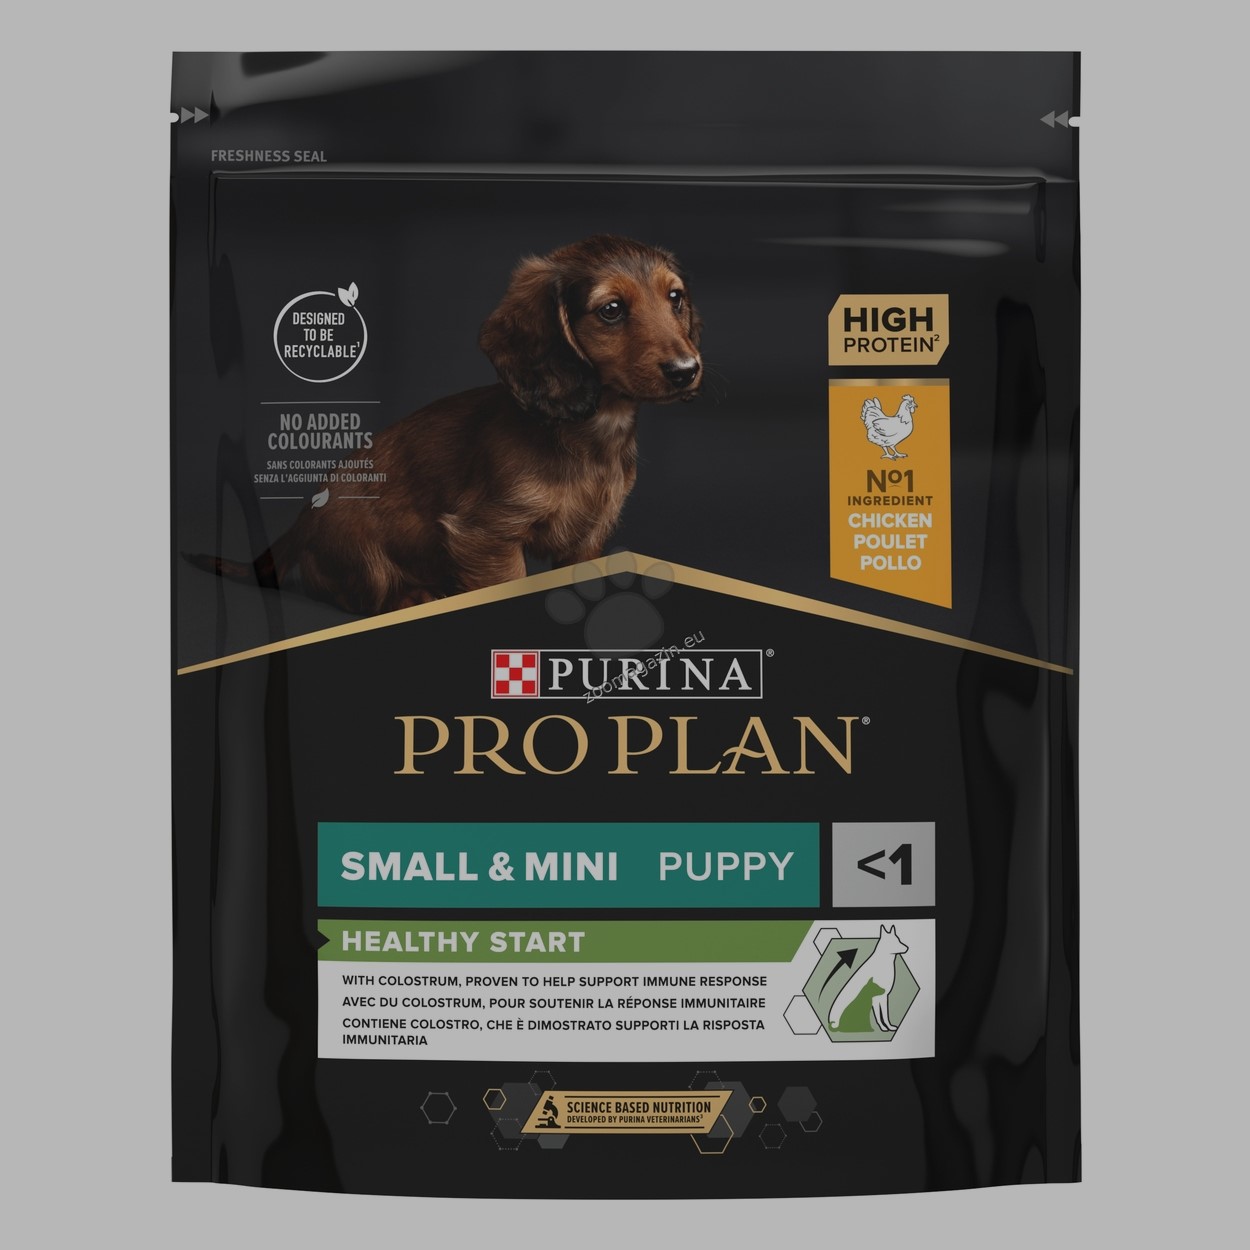 FRESHNESS SEAL
DESIGNED
TO BE
RECYCLABLE¹
NO ADDED
COLOURANTS
SANS COLORANTS AJOUTÉS
SENZA L'AGGIUNTA DI COLORANTI
HIGH
PROTEIN²
Nº1
INGREDIENT
CHICKEN
POULET
POLLO
PURINA®
zoomagazin.eu
PRO PLAN®
SMALL & MINI PUPPY <1
HEALTHY START
WITH COLOSTRUM, PROVEN TO HELP SUPPORT IMMUNE RESPONSE
AVEC DU COLOSTRUM, POUR SOUTENIR LA RÉPONSE IMMUNITAIRE
CONTIENE COLOSTRO, CHE È DIMOSTRATO SUPPORTI LA RISPOSTA
IMMUNITARIA
SCIENCE BASED NUTRITION
DEVELOPED BY PURINA VETERINARIANS³